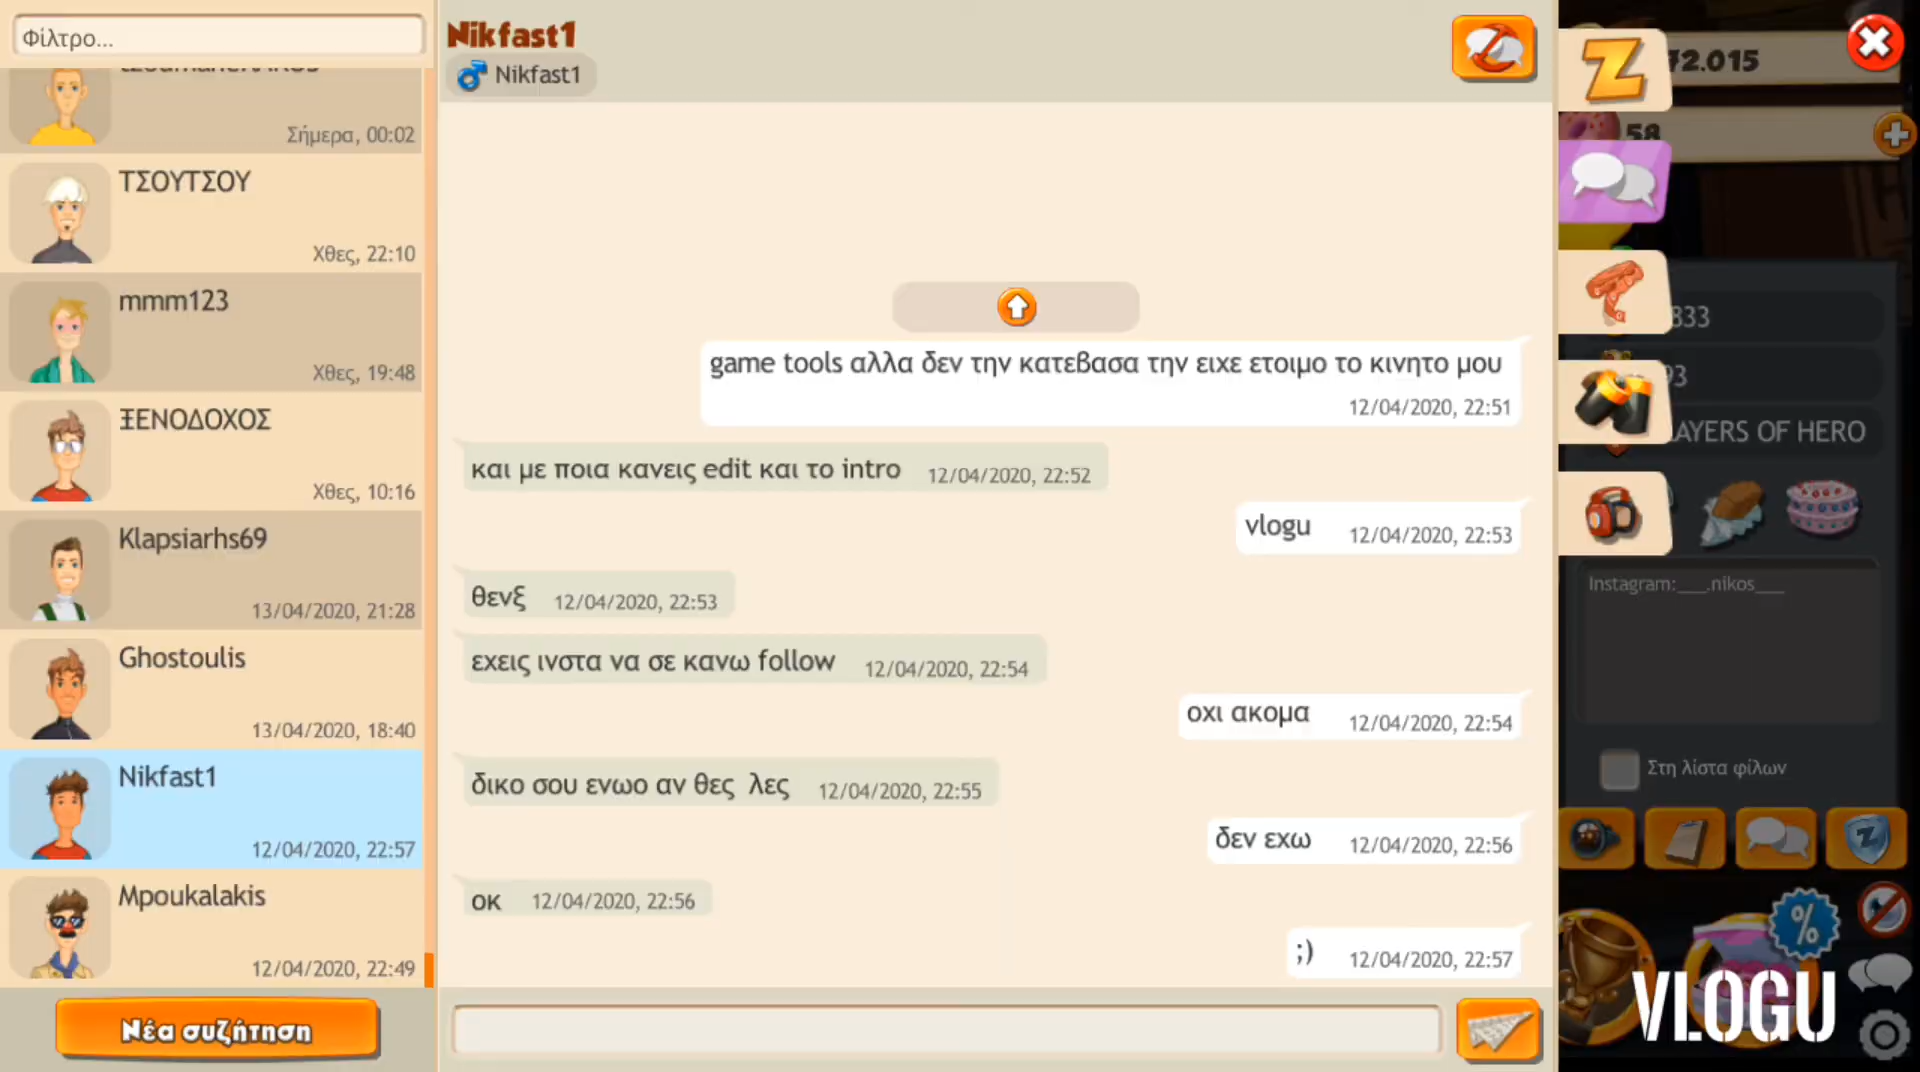 Φίλτρο...
Σήμερα, 00:02
ΤΣΟΥΤΣΟΥ
Χθες, 22:10
mmm123
Χθες, 19:48
ΞΕΝΟΔΟΧΟΣ
Χθες, 10:16
Klapsiarhs69
13/04/2020, 21:28
Ghostoulis
13/04/2020, 18:40
Nikfast1
12/04/2020, 22:57
Mpoukalakis
12/04/2020, 22:49
Νέα συζήτηση
Nikfast1
Nikfast1
game tools αλλα δεν την κατεβασα την ειχε ετοιμο το κινητο μου
12/04/2020, 22:51
και με ποια κανεις edit και το intro 12/04/2020, 22:52
vlogu 12/04/2020, 22:53
θενξ 12/04/2020, 22:53
εχεις ινστα να σε κανω follow 12/04/2020, 22:54
οχι ακομα 12/04/2020, 22:54
δικο σου ενωο αν θες λες 12/04/2020, 22:55
δεν εχω 12/04/2020, 22:56
οκ 12/04/2020, 22:56
;) 12/04/2020, 22:57
72.015
58
833
93
AYERS OF HERO
Instagram:___.nikos___
Στη λίστα φίλων
%
VLOGU